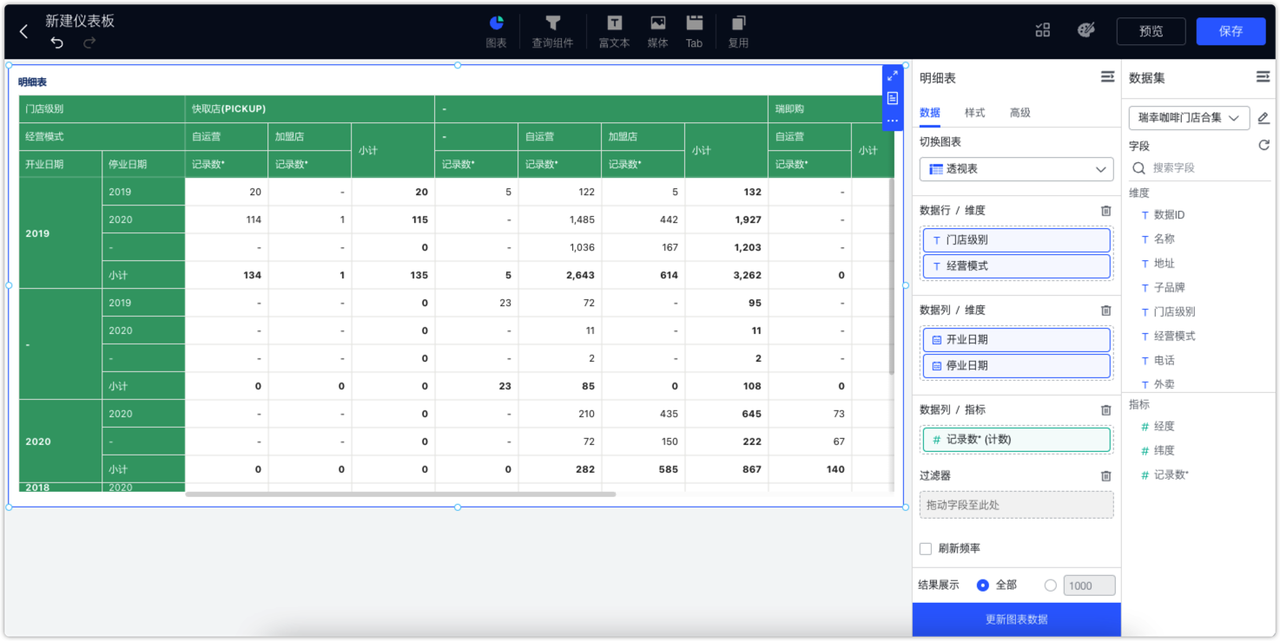 新建仪表板
图表 查询组件 富文本 媒体 Tab 复用
预览 保存
明细表
门店级别 快取店(PICKUP) - 瑞即购
经营模式 自运营 加盟店 小计 - 自运营 加盟店 小计 自运营 小计
开业日期 停业日期 记录数* 记录数* 记录数* 记录数* 记录数* 记录数*
2019 2019 20 - 20 5 122 5 132 -
2020 114 1 115 - 1,485 442 1,927 -
- - - 0 - 1,036 167 1,203 -
小计 134 1 135 5 2,643 614 3,262 0
- 2019 - - 0 23 72 - 95 -
2020 - - 0 - 11 - 11 -
- - - 0 - 2 - 2 -
小计 0 0 0 23 85 0 108 0
2020 2020 - - 0 - 210 435 645 73
- - - 0 - 72 150 222 67
小计 0 0 0 0 282 585 867 140
2018 2020
明细表
数据 样式 高级
切换图表
透视表
数据行 / 维度
门店级别
经营模式
数据列 / 维度
开业日期
停业日期
数据列 / 指标
# 记录数* (计数)
过滤器
拖动字段至此处
刷新频率
结果展示 全部 1000
更新图表数据
数据集
瑞幸咖啡门店合集
字段
搜索字段
维度
T 数据ID
T 名称
T 地址
T 子品牌
T 门店级别
T 经营模式
T 电话
T 外卖
指标
# 经度
# 纬度
# 记录数*